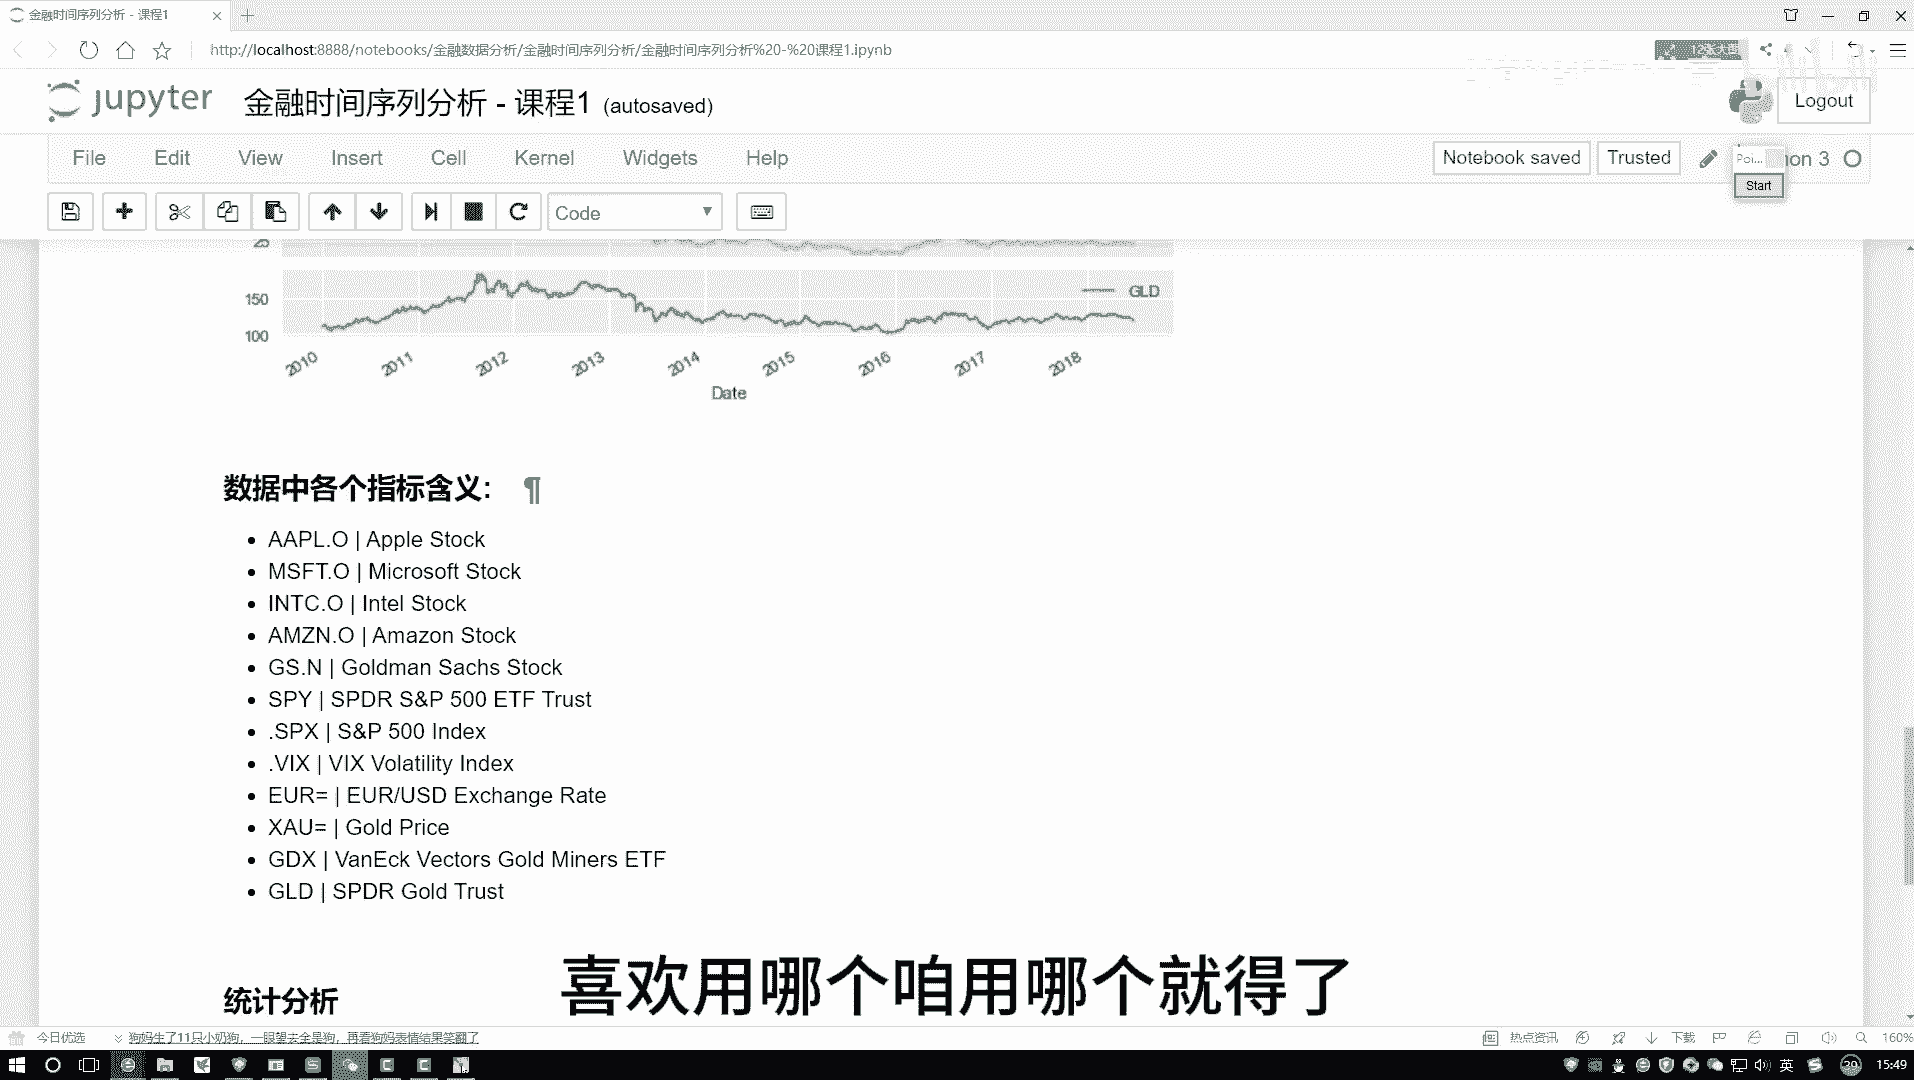 金融时间序列分析 - 课程1
http://localhost:8888/notebooks/金融数据分析/金融时间序列分析/金融时间序列分析%20-%20课程1.ipynb
jupyter 金融时间序列分析 - 课程1 (autosaved)
Logout
File Edit View Insert Cell Kernel Widgets Help
Notebook saved Trusted
Poi...
3
Start
Code
25
150
100
GLD
2010 2011 2012 2013 2014 2015 2016 2017 2018
Date
数据中各个指标含义: ¶
AAPL.O | Apple Stock
MSFT.O | Microsoft Stock
INTC.O | Intel Stock
AMZN.O | Amazon Stock
GS.N | Goldman Sachs Stock
SPY | SPDR S&P 500 ETF Trust
.SPX | S&P 500 Index
.VIX | VIX Volatility Index
EUR= | EUR/USD Exchange Rate
XAU= | Gold Price
GDX | VanEck Vectors Gold Miners ETF
GLD | SPDR Gold Trust
统计分析
喜欢用哪个咱用哪个就得了
今日优选 狗妈生了11只小奶狗，一眼望去全是狗，再看狗妈表情结果笑翻了
热点资讯 下载 160%
英 29 15:49